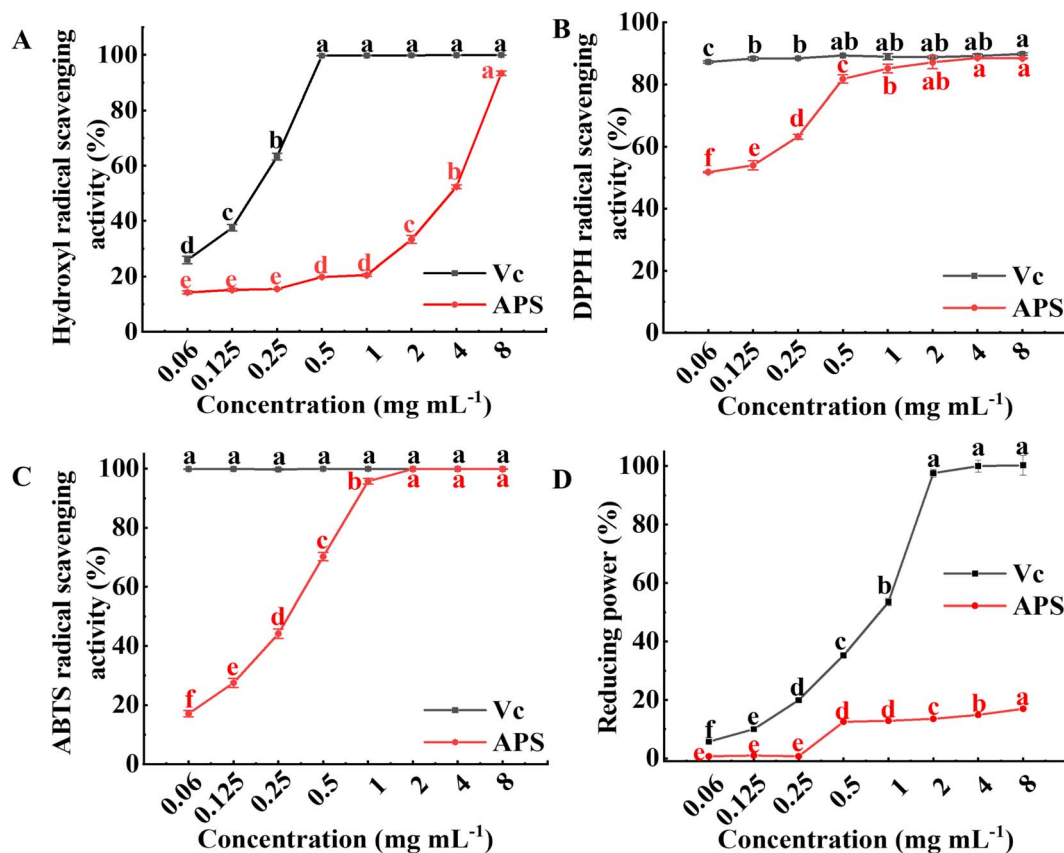 A
Hydroxyl radical scavenging
activity (%)
100
80
60
40
20
0
a a a a a
b
c
d
a
b
c
d d
e e e
Vc
APS
0.06 0.125 0.25 0.5 1 2 4 8
Concentration (mg mL⁻¹)
B
DPPH radical scavenging
activity (%)
100
80
60
40
20
0
c b b ab ab ab ab a
f e d c b ab a a
Vc
APS
0.06 0.125 0.25 0.5 1 2 4 8
Concentration (mg mL⁻¹)
C
ABTS radical scavenging
activity (%)
100
80
60
40
20
0
a a a a a a a a
f e d c b a a a
Vc
APS
0.06 0.125 0.25 0.5 1 2 4 8
Concentration (mg mL⁻¹)
D
Reducing power (%)
100
80
60
40
20
0
f e d c b a a a
e e e d d c b a
Vc
APS
0.06 0.125 0.25 0.5 1 2 4 8
Concentration (mg mL⁻¹)